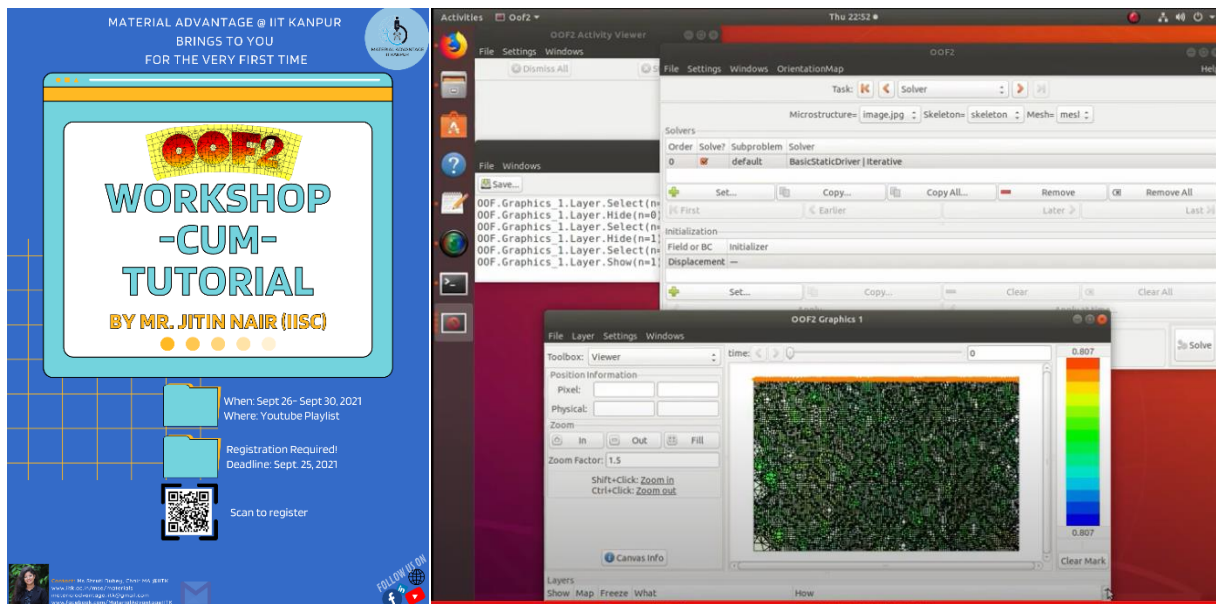 MATERIAL ADVANTAGE @ IIT KANPUR
BRINGS TO YOU
FOR THE VERY FIRST TIME
MATERIAL ADVANTAGE
OOF2
WORKSHOP
-CUM-
TUTORIAL
BY MR. JITIN NAIR (IISC)
When: Sept 26- Sept 30, 2021
Where: Youtube Playlist
Registration Required!
Deadline: Sept. 25, 2021
Scan to register
FOLLOW US ON
Activities Oof2 Thu 22:52
OOF2 Activity Viewer
File Settings Windows
Dismiss All
File Windows
Save...
OOF.Graphics_1.Layer.Select(n=
OOF.Graphics_1.Layer.Hide(n=0)
OOF.Graphics_1.Layer.Select(n=
OOF.Graphics_1.Layer.Hide(n=1)
OOF.Graphics_1.Layer.Select(n=
OOF.Graphics_1.Layer.Show(n=1)
OOF2
File Settings Windows OrientationMap Help
Task: Solver
Microstructure= image.jpg Skeleton= skeleton Mesh= mesl
Solvers
Order Solve? Subproblem Solver
0 default BasicStaticDriver | Iterative
Set... Copy... Copy All... Remove Remove All
First Earlier Later Last
Initialization
Field or BC Initializer
Displacement —
Set... Copy... Clear Clear All
Solve
OOF2 Graphics 1
File Layer Settings Windows
Toolbox: Viewer time: 0
Position Information
Pixel:
Physical:
Zoom
In Out Fill
Zoom Factor: 1.5
Shift+Click: Zoom in
Ctrl+Click: Zoom out
Canvas Info
0.807
0.807
Clear Mark
Layers
Show Map Freeze What How